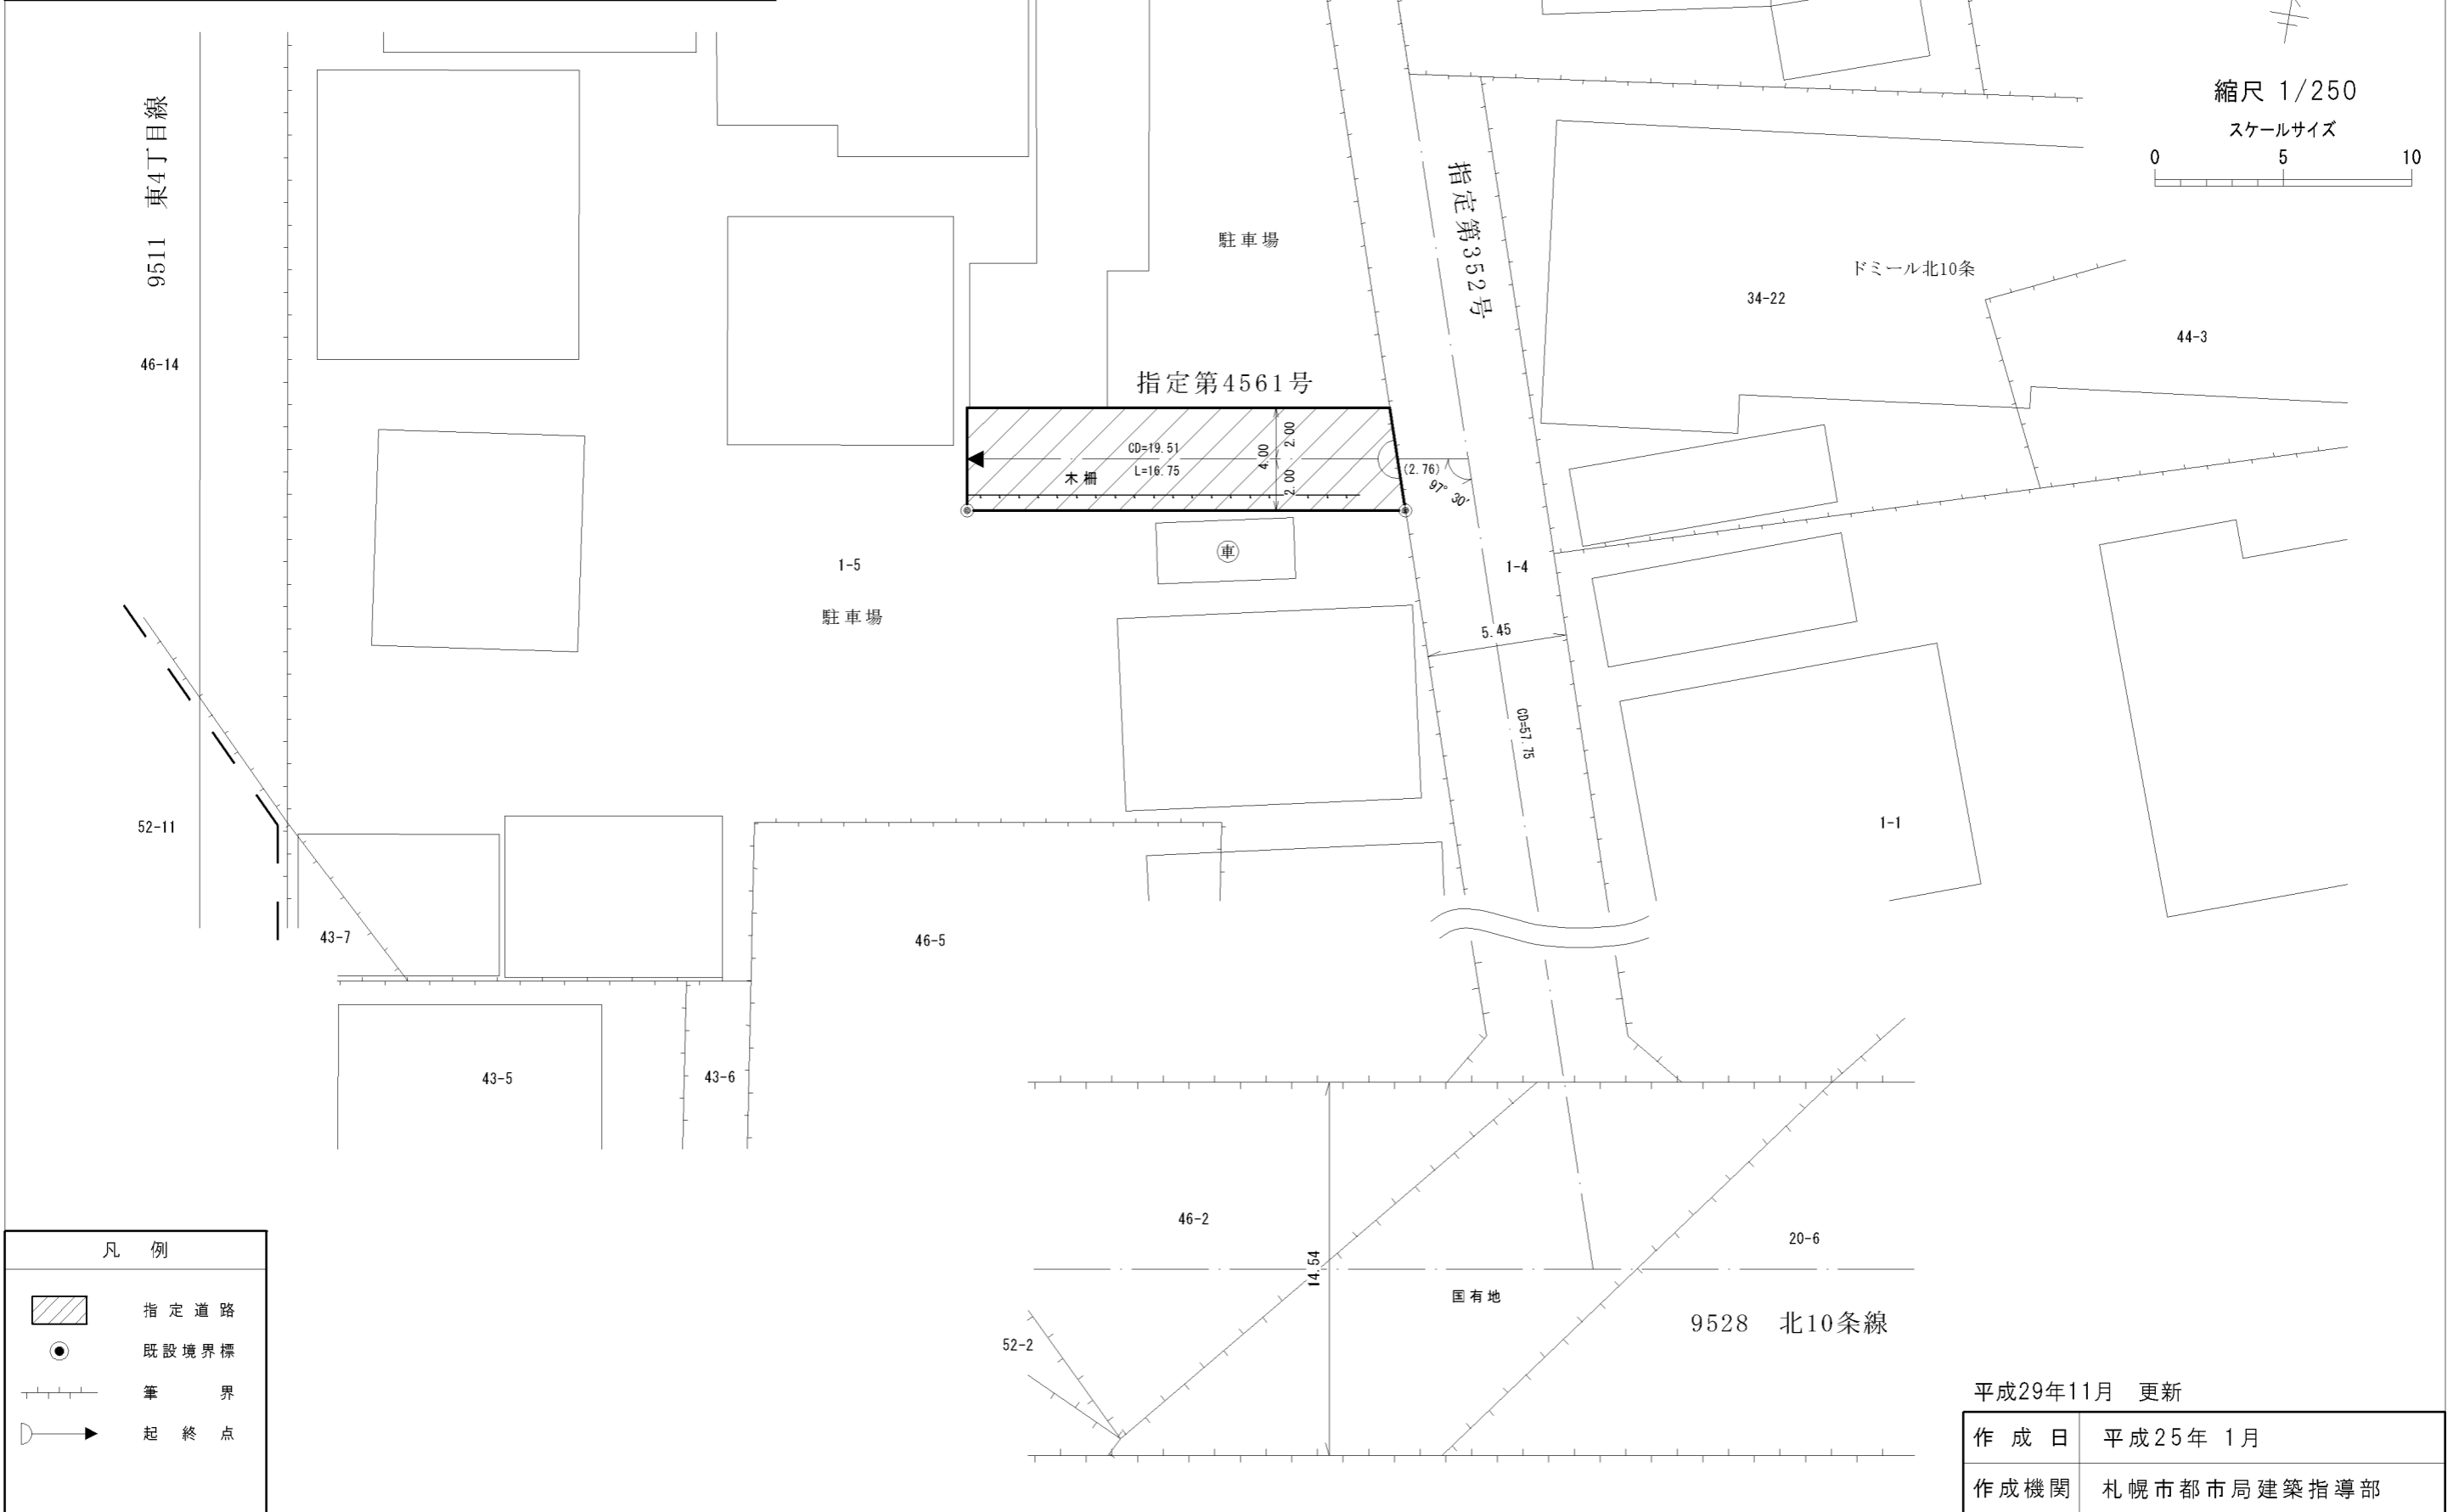 9511 東4丁目線
46-14
52-11
縮尺 1/250
スケールサイズ
0 5 10
駐車場
指定第352号
ドミール北10条
34-22
44-3
指定第4561号
CD=19.51
L=16.75
木柵
4.00
2.00
2.00
(2.76)
97° 30′
車
1-5
駐車場
1-4
5.45
CD=57.75
1-1
43-7
46-5
43-5
43-6
46-2
14.54
20-6
国有地
9528 北10条線
52-2
凡 例
指定道路
既設境界標
筆 界
起 終 点
平成29年11月 更新
作成日 平成25年 1月
作成機関 札幌市都市局建築指導部